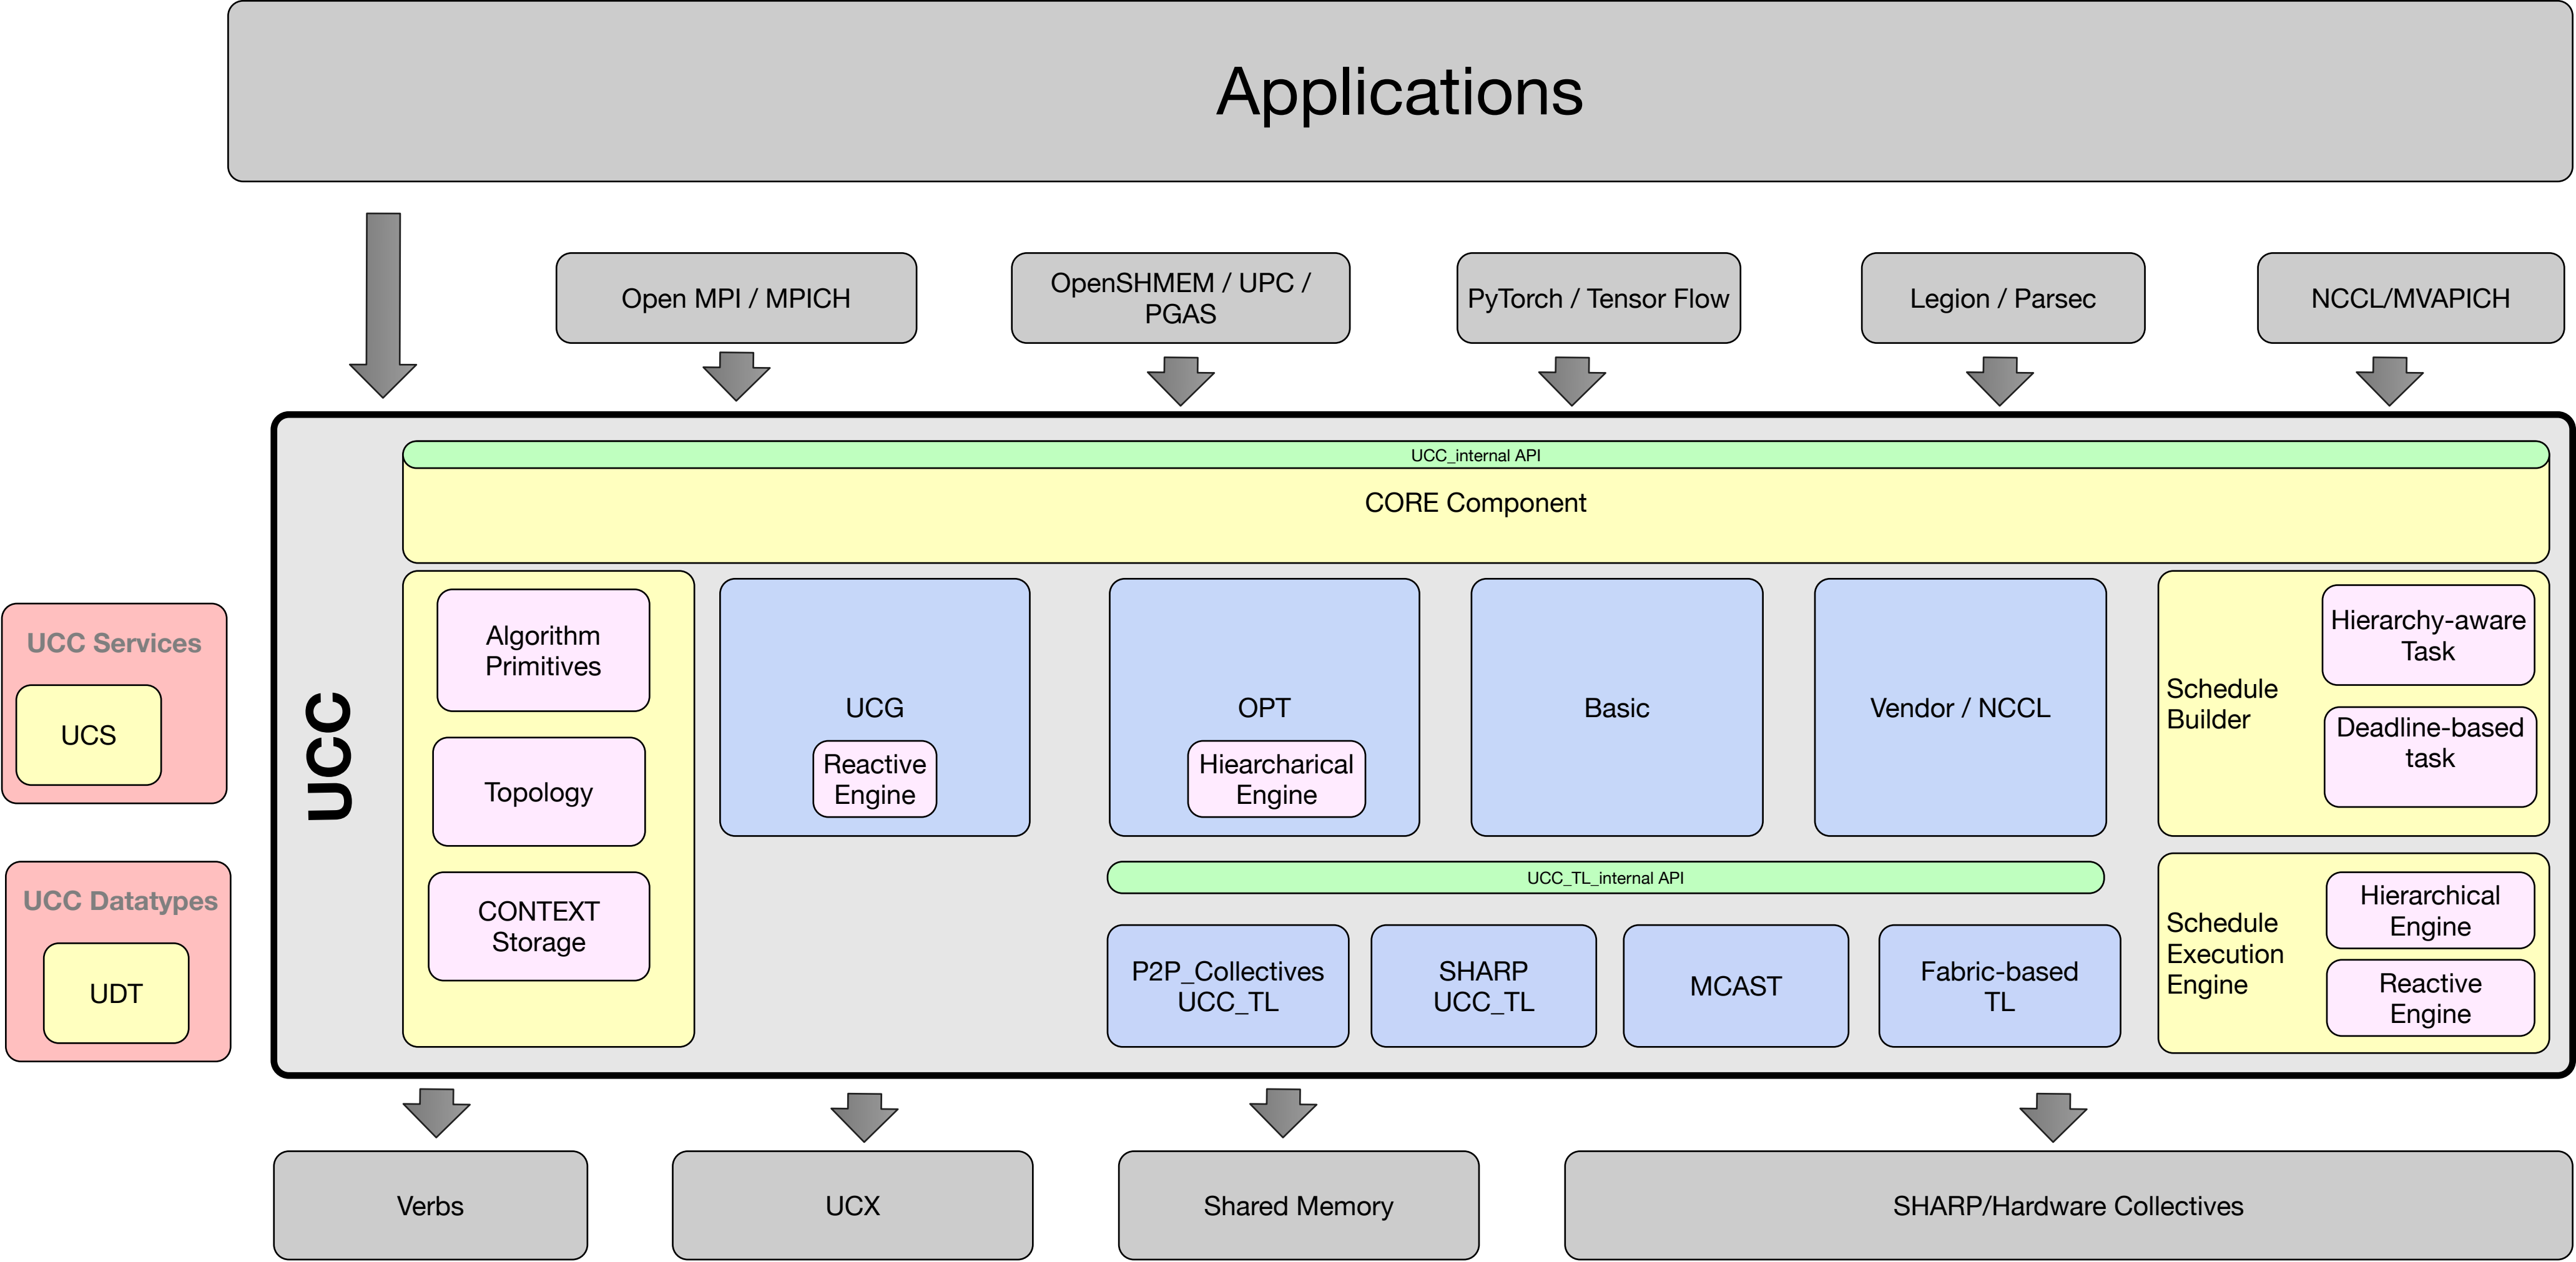 Applications
Open MPI / MPICH
OpenSHMEM / UPC /
PGAS
PyTorch / Tensor Flow
Legion / Parsec
NCCL/MVAPICH
UCC_internal API
CORE Component
UCC Services
UCS
UCC Datatypes
UDT
UCC
Algorithm
Primitives
Topology
CONTEXT
Storage
UCG
Reactive
Engine
OPT
Hiearcharical
Engine
Basic
Vendor / NCCL
Schedule
Builder
Hierarchy-aware
Task
Deadline-based
task
UCC_TL_internal API
P2P_Collectives
UCC_TL
SHARP
UCC_TL
MCAST
Fabric-based
TL
Schedule
Execution
Engine
Hierarchical
Engine
Reactive
Engine
Verbs
UCX
Shared Memory
SHARP/Hardware Collectives